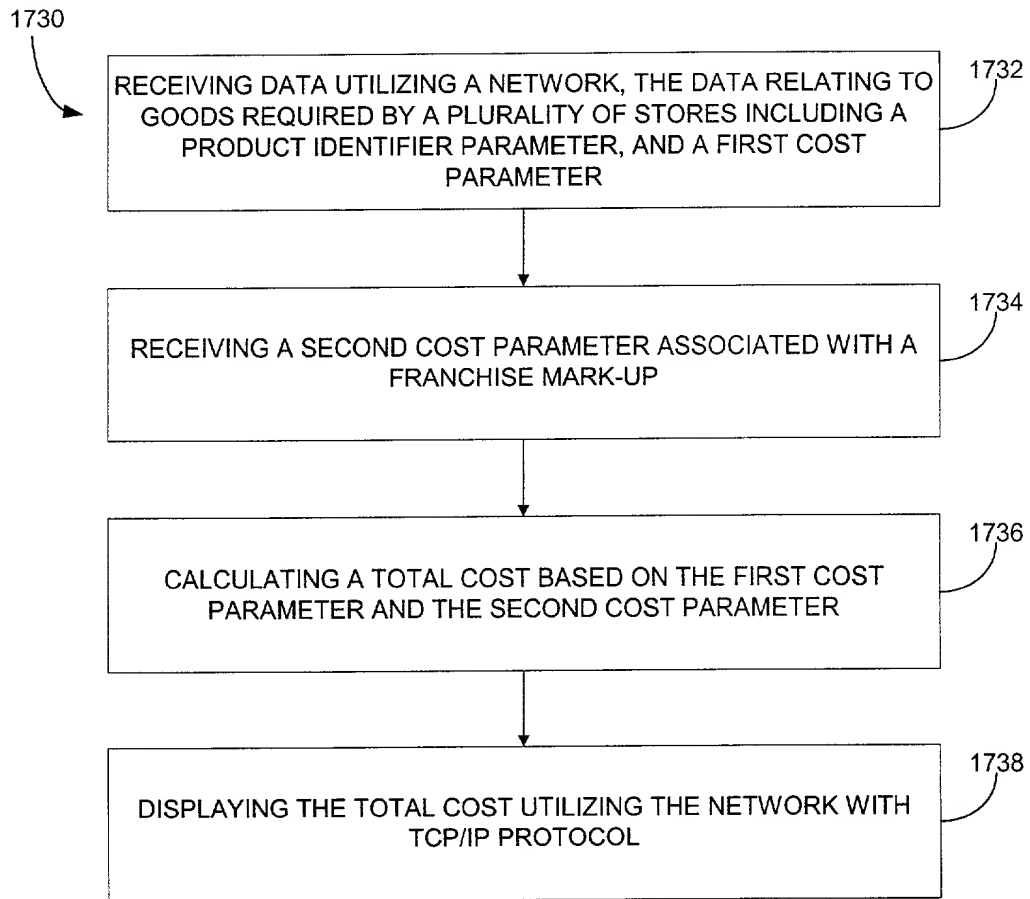 1730
RECEIVING DATA UTILIZING A NETWORK, THE DATA RELATING TO
GOODS REQUIRED BY A PLURALITY OF STORES INCLUDING A
PRODUCT IDENTIFIER PARAMETER, AND A FIRST COST
PARAMETER
1732
RECEIVING A SECOND COST PARAMETER ASSOCIATED WITH A
FRANCHISE MARK-UP
1734
CALCULATING A TOTAL COST BASED ON THE FIRST COST
PARAMETER AND THE SECOND COST PARAMETER
1736
DISPLAYING THE TOTAL COST UTILIZING THE NETWORK WITH
TCP/IP PROTOCOL
1738